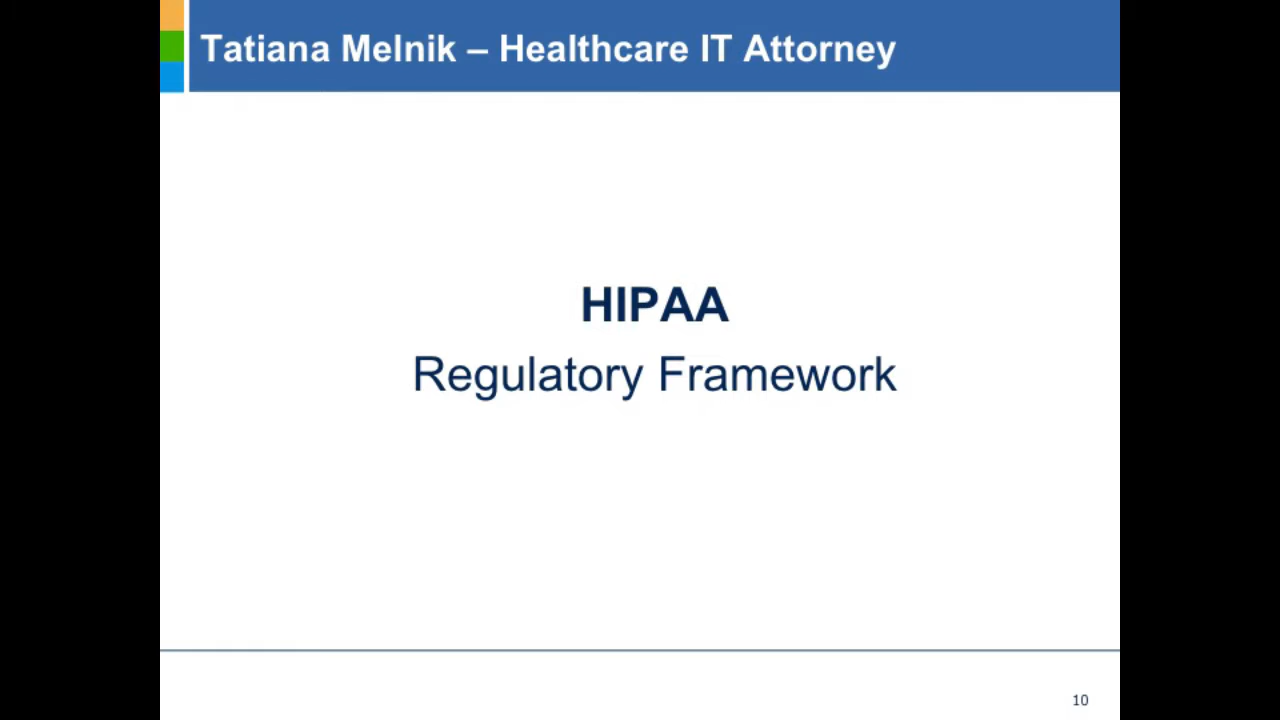 Tatiana Melnik – Healthcare IT Attorney
HIPAA
Regulatory Framework
10